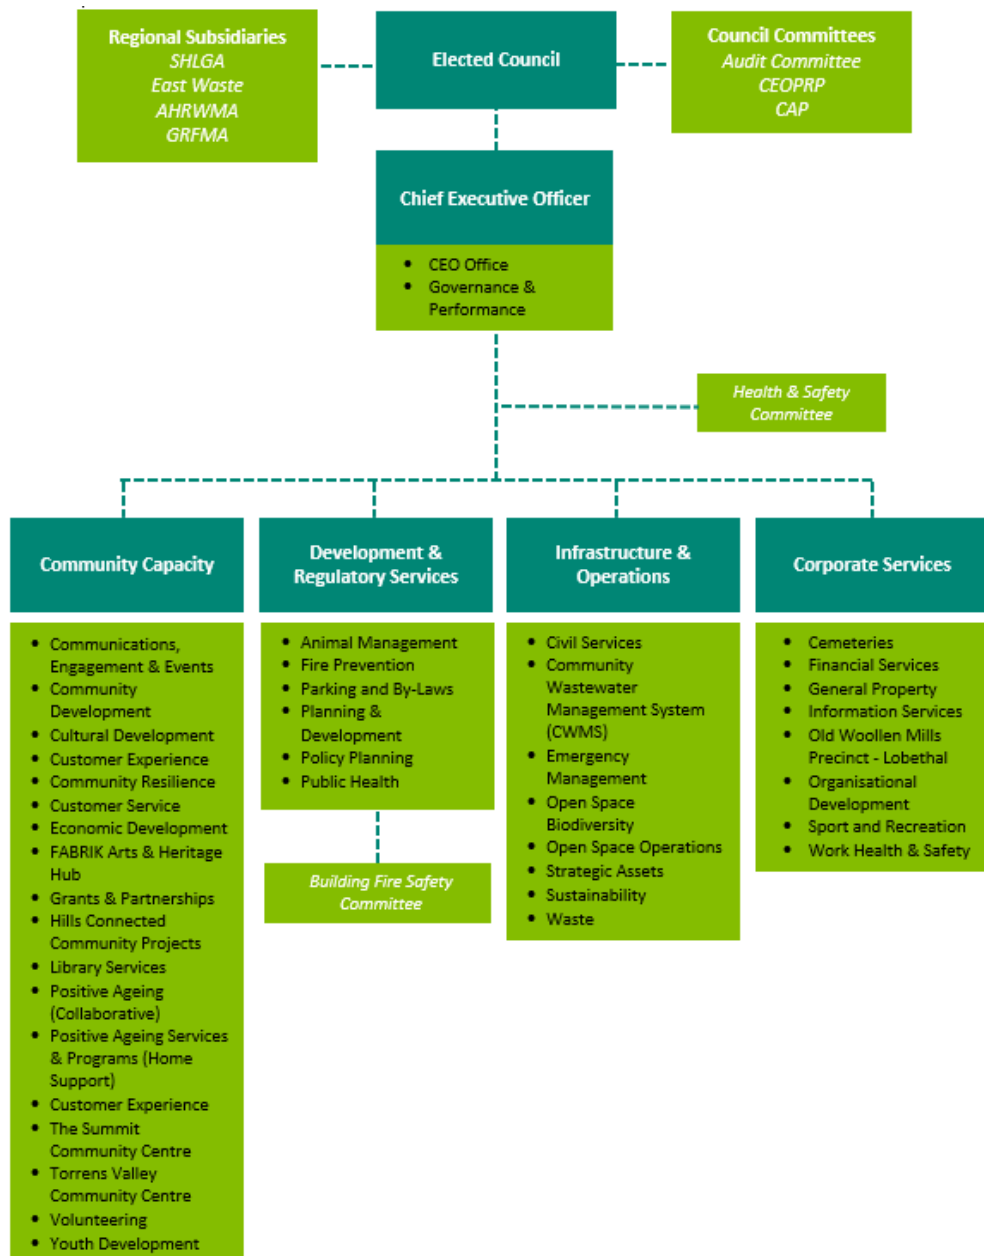 Regional Subsidiaries
SHLGA
East Waste
AHRWMA
GRFMA
Elected Council
Council Committees
Audit Committee
CEOPRP
CAP
Chief Executive Officer
• CEO Office
• Governance &
Performance
Health & Safety
Committee
Community Capacity
• Communications,
Engagement & Events
• Community
Development
• Cultural Development
• Customer Experience
• Community Resilience
• Customer Service
• Economic Development
• FABRIK Arts & Heritage
Hub
• Grants & Partnerships
• Hills Connected
Community Projects
• Library Services
• Positive Ageing
(Collaborative)
• Positive Ageing Services
& Programs (Home
Support)
• Customer Experience
• The Summit
Community Centre
• Torrens Valley
Community Centre
• Volunteering
• Youth Development
Development &
Regulatory Services
• Animal Management
• Fire Prevention
• Parking and By-Laws
• Planning &
Development
• Policy Planning
• Public Health
Building Fire Safety
Committee
Infrastructure &
Operations
• Civil Services
• Community
Wastewater
Management System
(CWMS)
• Emergency
Management
• Open Space
Biodiversity
• Open Space Operations
• Strategic Assets
• Sustainability
• Waste
Corporate Services
• Cemeteries
• Financial Services
• General Property
• Information Services
• Old Woollen Mills
Precinct - Lobethal
• Organisational
Development
• Sport and Recreation
• Work Health & Safety